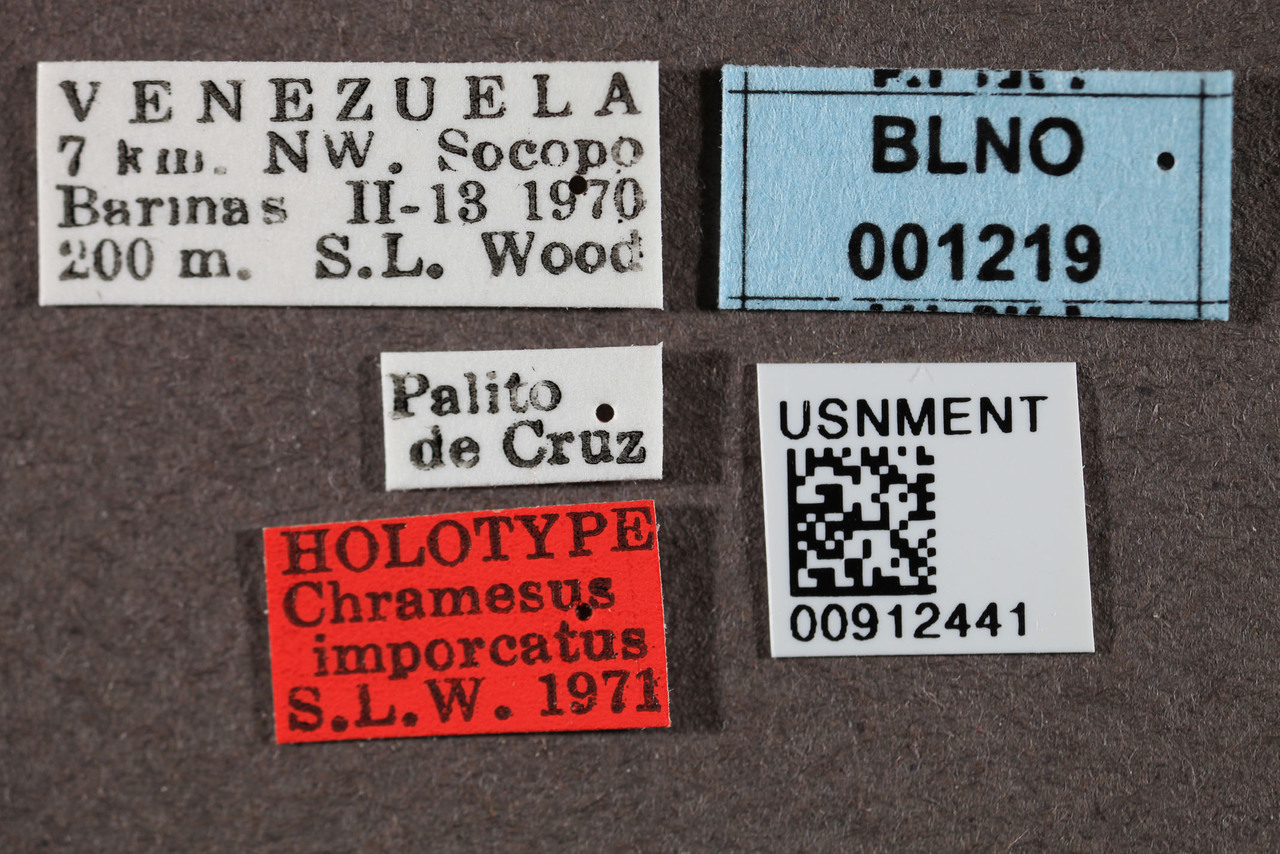 VENEZUELA
7 km. NW. Socopo
Barinas II-13 1970
200 m. S.L. Wood
BLNO
001219
Palito
de Cruz
USNMENT
00912441
HOLOTYPE
Chramesus
imporcatus
S.L.W. 1971